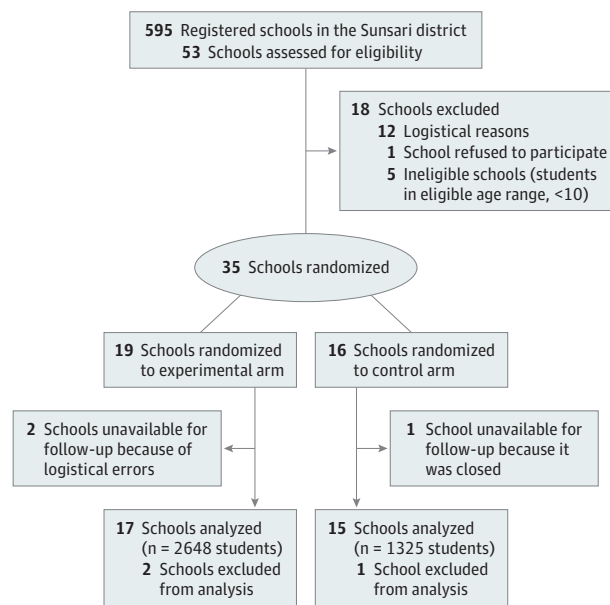 595 Registered schools in the Sunsari district
53 Schools assessed for eligibility
18 Schools excluded
12 Logistical reasons
1 School refused to participate
5 Ineligible schools (students
in eligible age range, <10)
35 Schools randomized
19 Schools randomized
to experimental arm
16 Schools randomized
to control arm
2 Schools unavailable for
follow-up because of
logistical errors
1 School unavailable for
follow-up because it
was closed
17 Schools analyzed
(n = 2648 students)
2 Schools excluded
from analysis
15 Schools analyzed
(n = 1325 students)
1 School excluded
from analysis